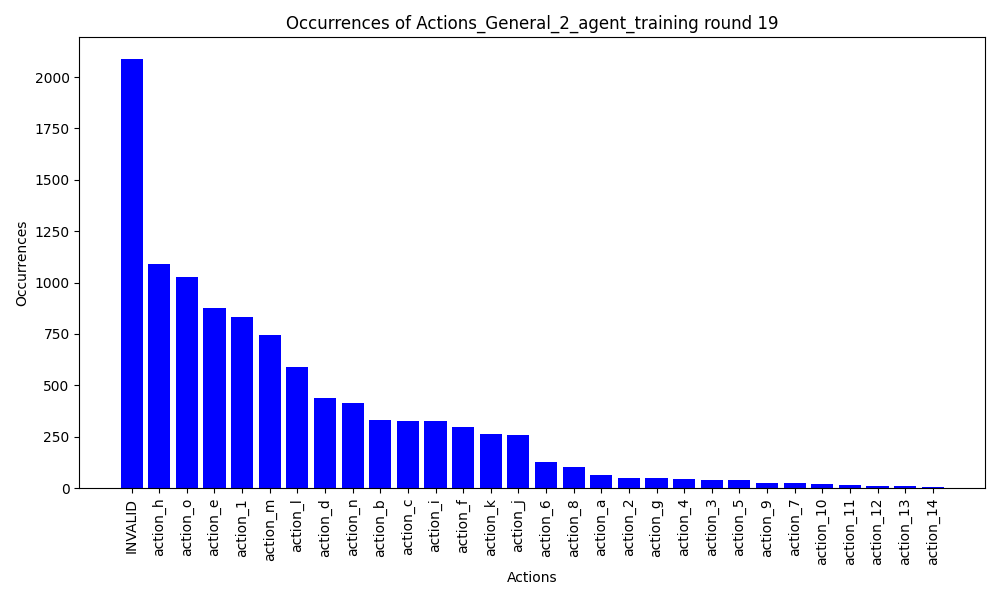 Occurrences of Actions_General_2_agent_training round 19
Occurrences
2000
1750
1500
1250
1000
750
500
250
0
INVALID
action_h
action_o
action_e
action_1
action_m
action_l
action_d
action_n
action_b
action_c
action_i
action_f
action_k
action_j
action_6
action_8
action_a
action_2
action_g
action_4
action_3
action_5
action_9
action_7
action_10
action_11
action_12
action_13
action_14
Actions